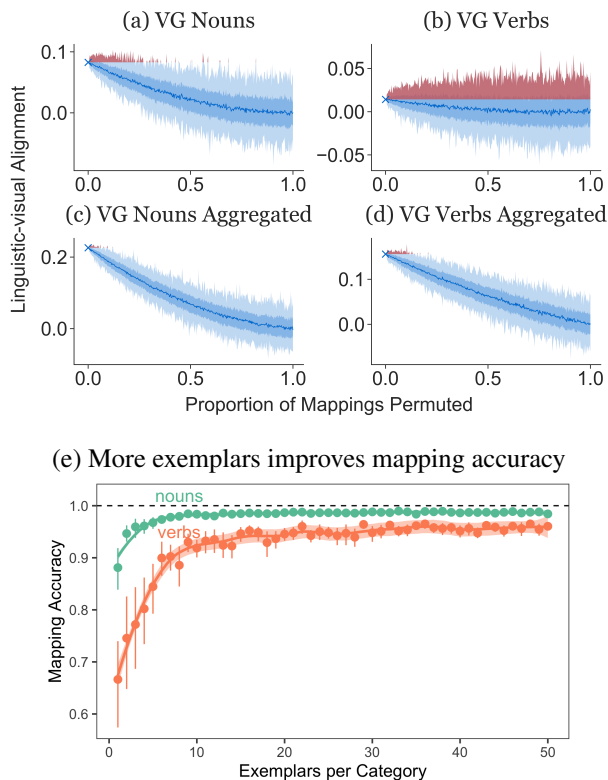 (a) VG Nouns
(b) VG Verbs
Linguistic-visual Alignment
0.1
0.0
0.0
0.5
1.0
0.05
0.00
−0.05
0.0
0.5
1.0
(c) VG Nouns Aggregated
(d) VG Verbs Aggregated
0.2
0.0
0.0
0.5
1.0
0.1
0.0
0.0
0.5
1.0
Proportion of Mappings Permuted
(e) More exemplars improves mapping accuracy
Mapping Accuracy
1.0
0.9
0.8
0.7
0.6
nouns
verbs
0
10
20
30
40
50
Exemplars per Category